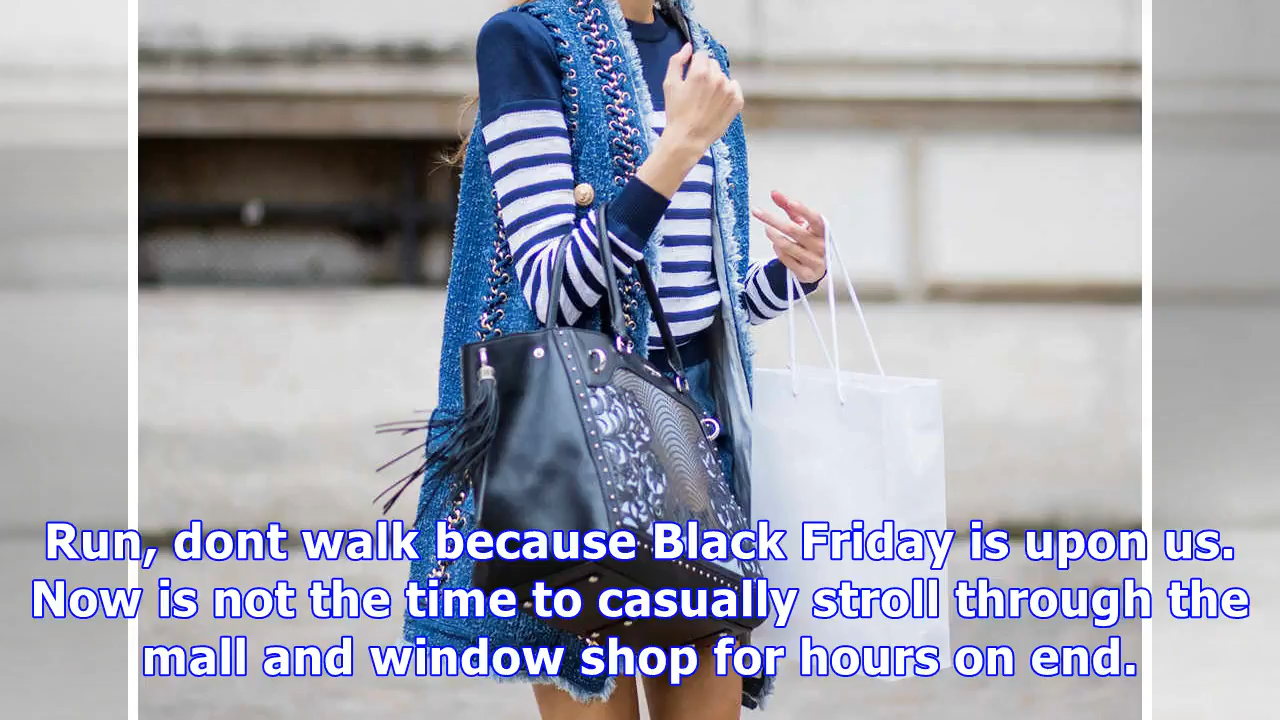 Run, dont walk because Black Friday is upon us.
Now is not the time to casually stroll through the
mall and window shop for hours on end.